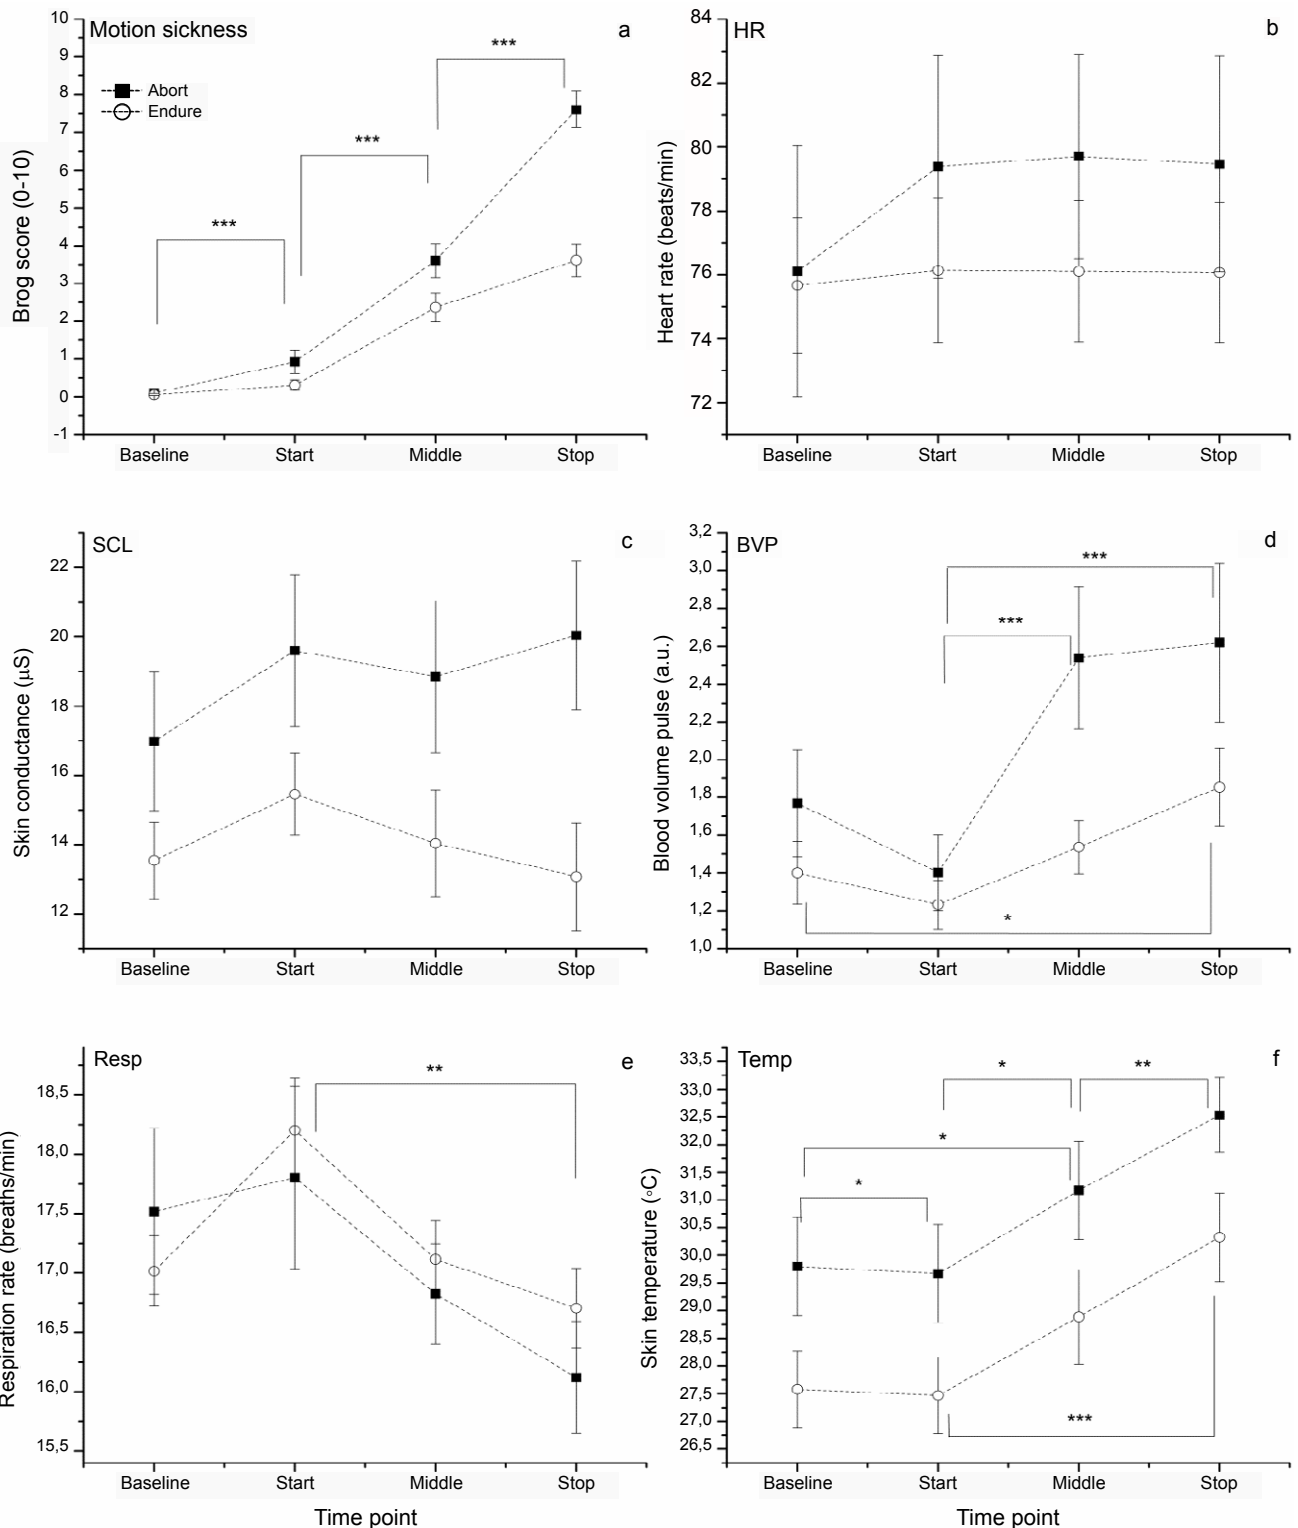 Motion sickness
a
Abort
Endure
***
***
***
Brog score (0-10)
10
9
8
7
6
5
4
3
2
1
0
-1
Baseline Start Middle Stop
HR
b
Heart rate (beats/min)
84
82
80
78
76
74
72
Baseline Start Middle Stop
SCL
c
Skin conductance (µS)
22
20
18
16
14
12
Baseline Start Middle Stop
BVP
d
***
***
*
Blood volume pulse (a.u.)
3,2
3,0
2,8
2,6
2,4
2,2
2,0
1,8
1,6
1,4
1,2
1,0
Baseline Start Middle Stop
Resp
e
**
Respiration rate (breaths/min)
18,5
18,0
17,5
17,0
16,5
16,0
15,5
Baseline Start Middle Stop
Time point
Temp
f
*
**
*
*
***
Skin temperature (◦C)
33,5
33,0
32,5
32,0
31,5
31,0
30,5
30,0
29,5
29,0
28,5
28,0
27,5
27,0
26,5
Baseline Start Middle Stop
Time point